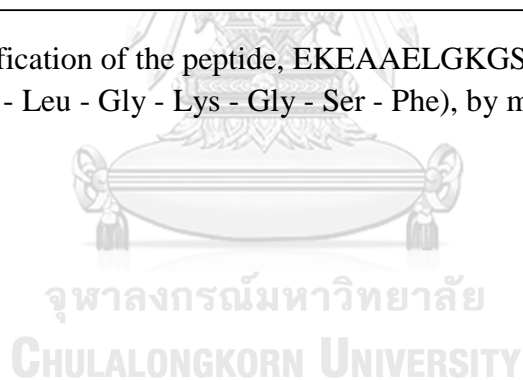 fication of the peptide, EKEAAELGKGS
- Leu - Gly - Lys - Gly - Ser - Phe), by m
จุฬาลงกรณ์มหาวิทยาลัย
CHULALONGKORN UNIVERSITY